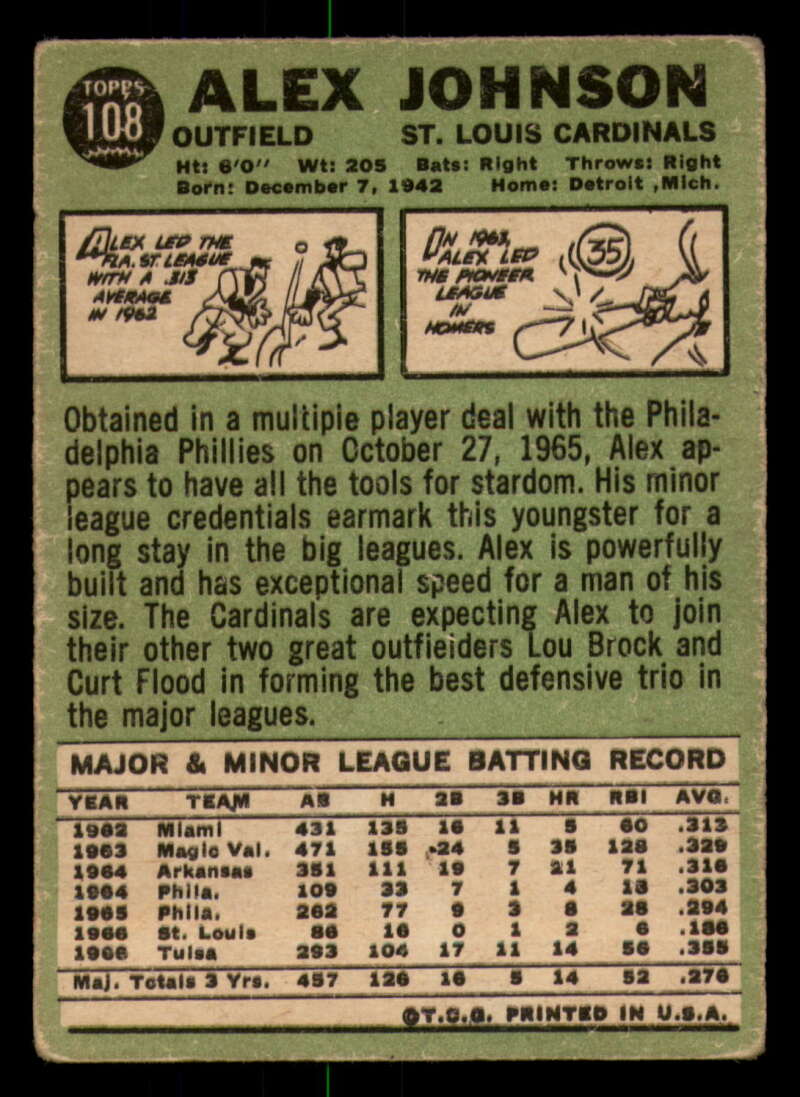 TOPPS
108
ALEX JOHNSON
OUTFIELD ST. LOUIS CARDINALS
Ht: 6'0" Wt: 205 Bats: Right Throws: Right
Born: December 7, 1942 Home: Detroit ,Mich.
ALEX LED THE
FLA. ST. LEAGUE
WITH A .313
AVERAGE
IN 1962
IN 1963,
ALEX LED
THE PIONEER
LEAGUE
IN
HOMERS
35
Obtained in a multiple player deal with the Phila-
delphia Phillies on October 27, 1965, Alex ap-
pears to have all the tools for stardom. His minor
league credentials earmark this youngster for a
long stay in the big leagues. Alex is powerfully
built and has exceptional speed for a man of his
size. The Cardinals are expecting Alex to join
their other two great outfielders Lou Brock and
Curt Flood in forming the best defensive trio in
the major leagues.
MAJOR & MINOR LEAGUE BATTING RECORD
YEAR TEAM AB H 2B 3B HR RBI AVG.
1962 Miami 431 135 16 11 5 60 .313
1963 Magic Val. 471 155 24 5 35 128 .329
1964 Arkansas 351 111 19 7 21 71 .316
1964 Phila. 109 33 7 1 4 18 .303
1965 Phila. 262 77 9 3 8 28 .294
1966 St. Louis 86 16 0 1 2 6 .186
1966 Tulsa 293 104 17 11 14 56 .355
Maj. Totals 3 Yrs. 457 126 16 5 14 52 .276
©T.C.G. PRINTED IN U.S.A.